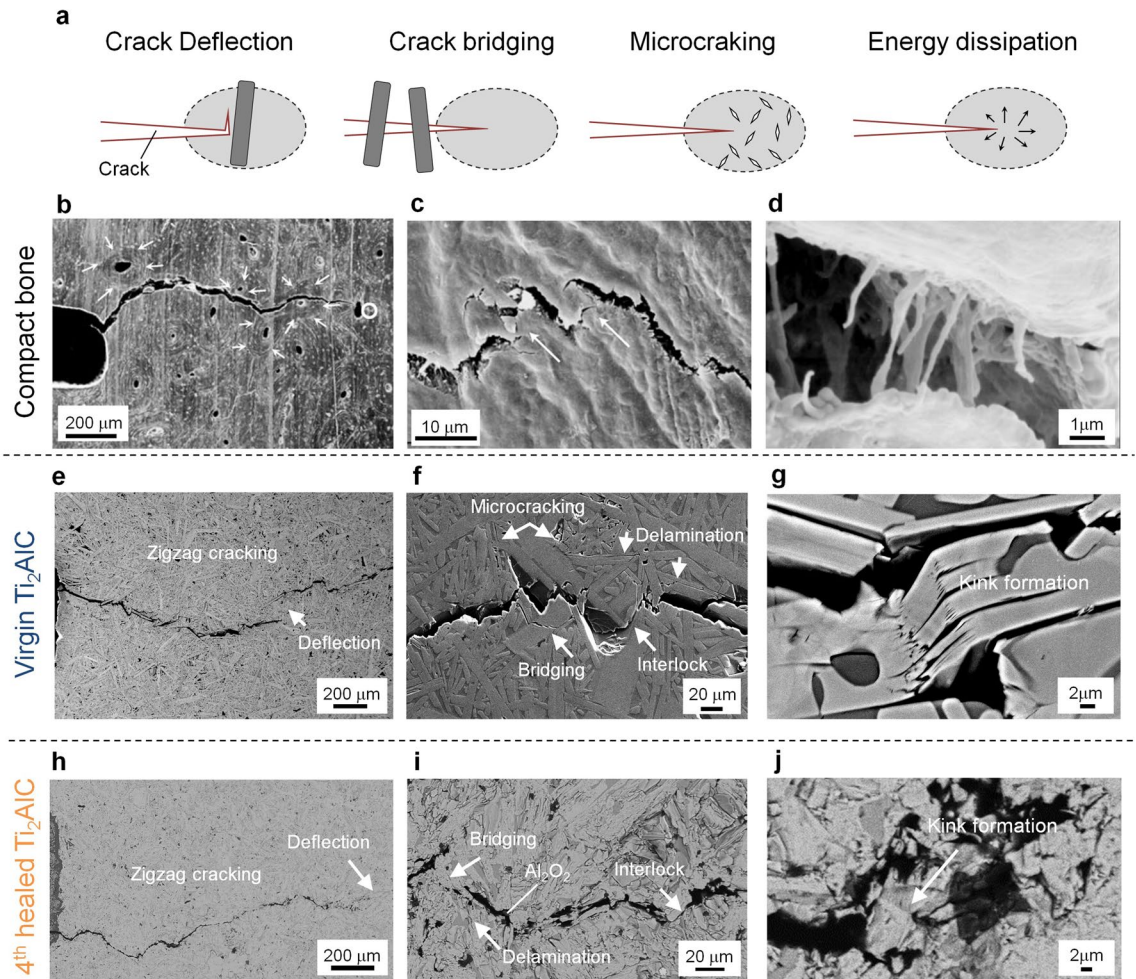 a
Crack Deflection
Crack bridging
Microcraking
Energy dissipation
Crack
Compact bone
b
200 μm
c
10 μm
d
1μm
Virgin Ti₂AlC
e
Zigzag cracking
Deflection
200 μm
f
Microcracking
Delamination
Bridging
Interlock
20 μm
g
Kink formation
2μm
4th healed Ti₂AlC
h
Deflection
Zigzag cracking
200 μm
i
Bridging
Al₂O₂
Interlock
Delamination
20 μm
j
Kink formation
2μm